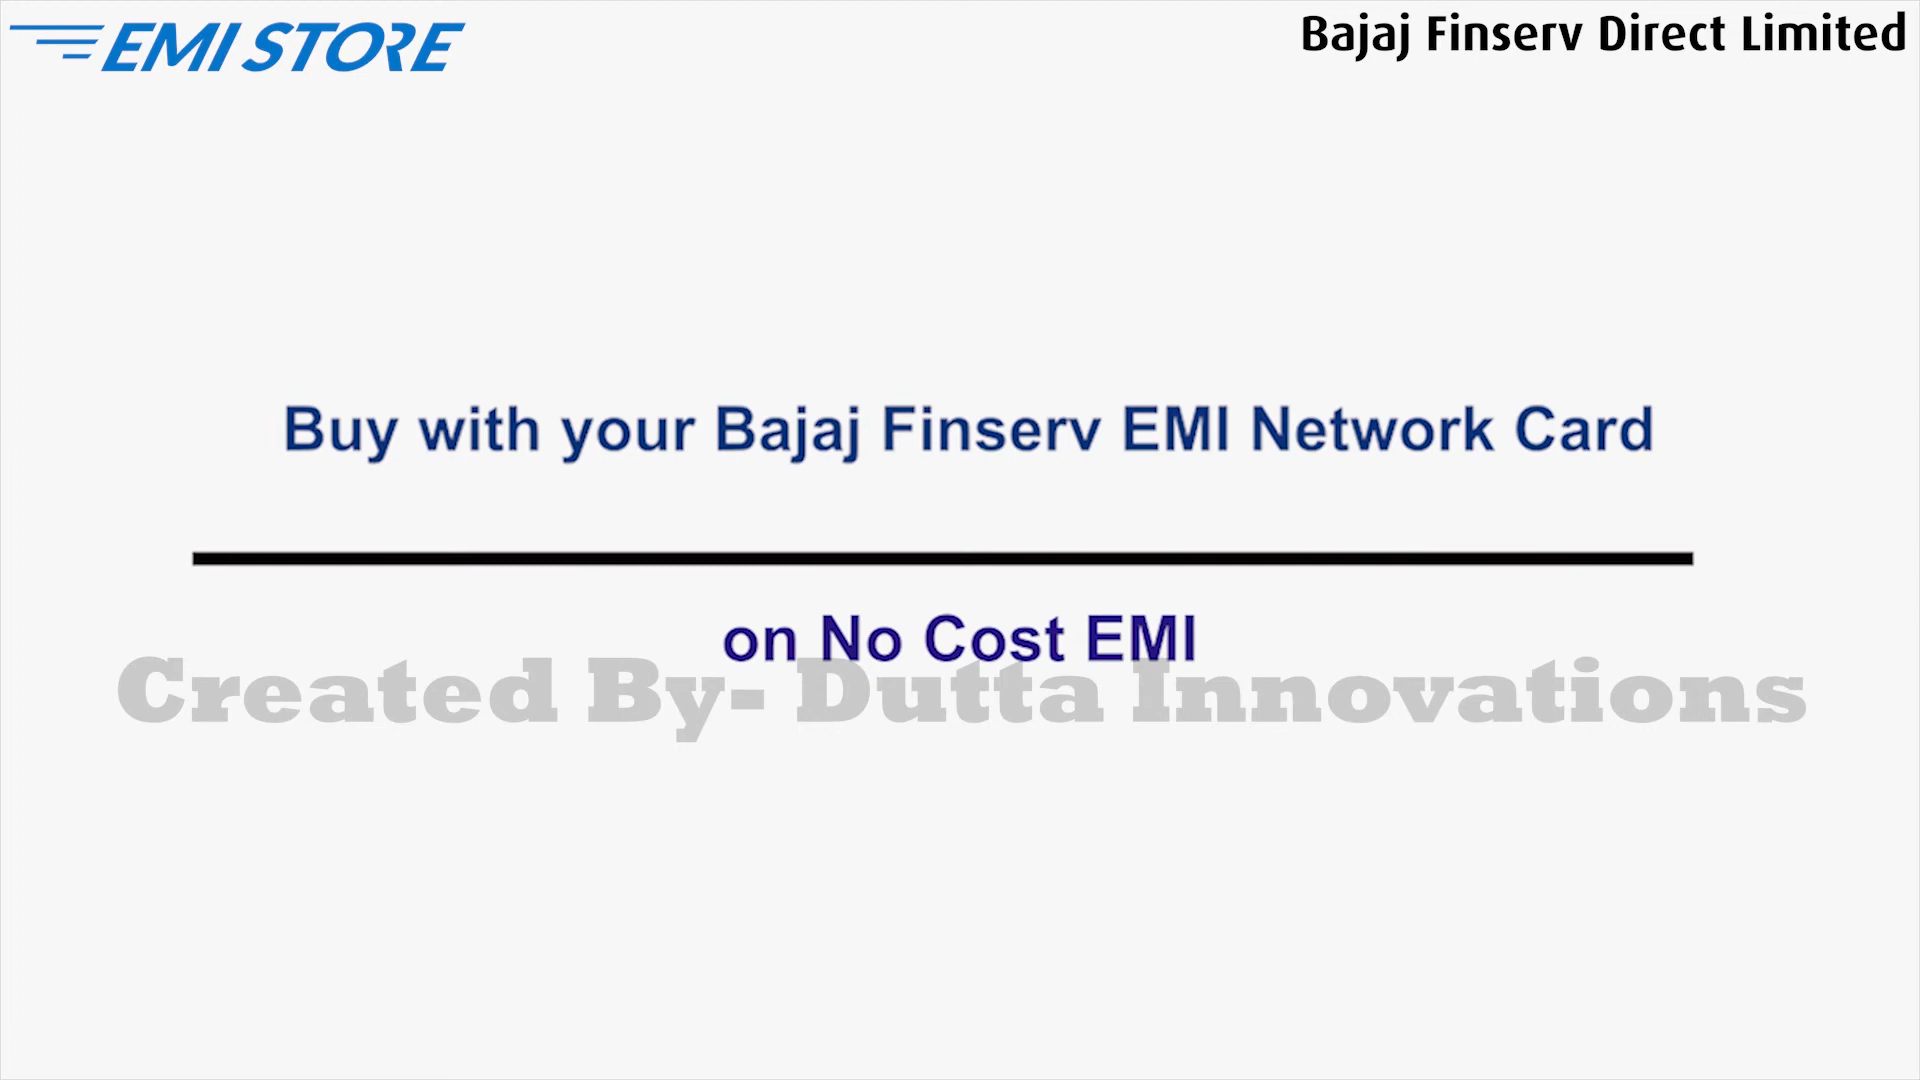 EMI STORE
Bajaj Finserv Direct Limited
Buy with your Bajaj Finserv EMI Network Card
on No Cost EMI
Created By- Dutta Innovations